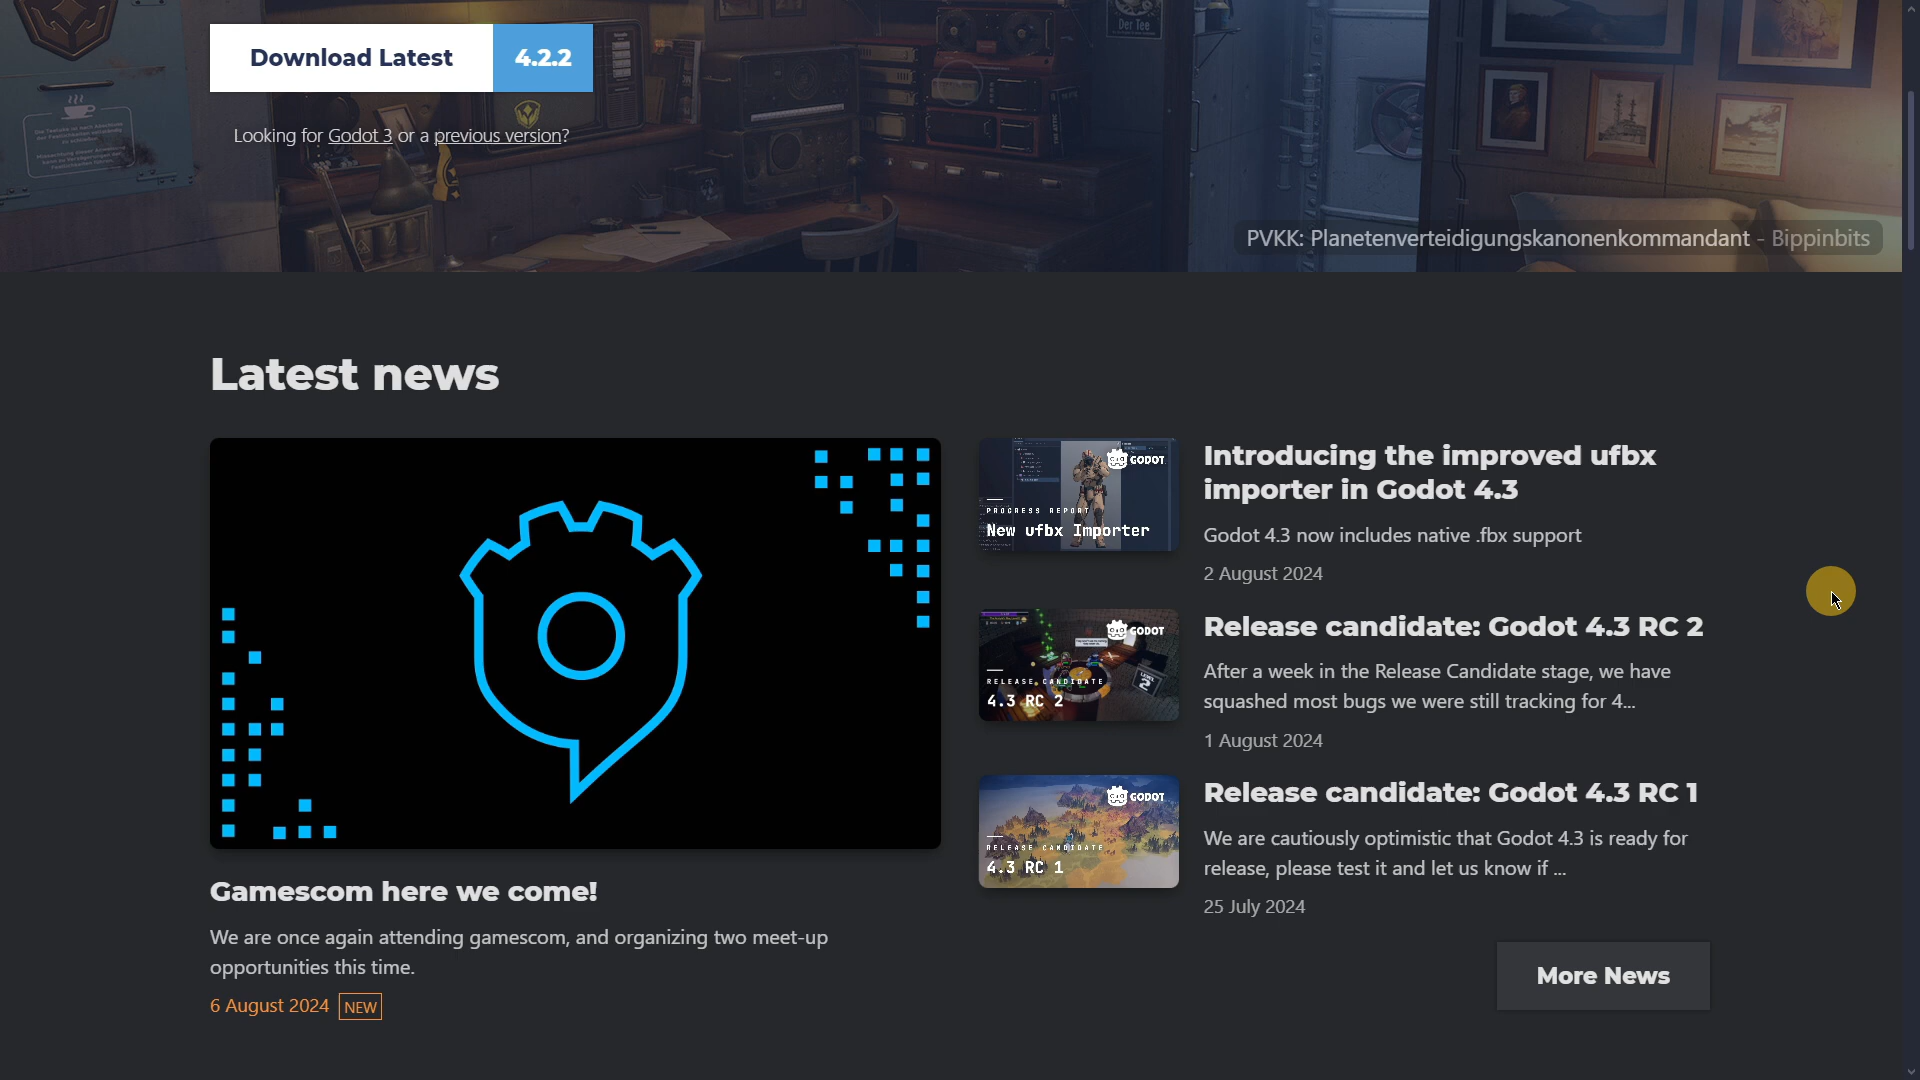 Der Tee
Download Latest
4.2.2
Looking for Godot 3 or a previous version?
PVKK: Planetenverteidigungskanonenkommandant - Bippinbits
Latest news
Gamescom here we come!
We are once again attending gamescom, and organizing two meet-up
opportunities this time.
6 August 2024 NEW
GODOT
PROGRESS REPORT
New ufbx Importer
Introducing the improved ufbx
importer in Godot 4.3
Godot 4.3 now includes native .fbx support
2 August 2024
GODOT
RELEASE CANDIDATE
4.3 RC 2
Release candidate: Godot 4.3 RC 2
After a week in the Release Candidate stage, we have
squashed most bugs we were still tracking for 4...
1 August 2024
GODOT
RELEASE CANDIDATE
4.3 RC 1
Release candidate: Godot 4.3 RC 1
We are cautiously optimistic that Godot 4.3 is ready for
release, please test it and let us know if ...
25 July 2024
More News